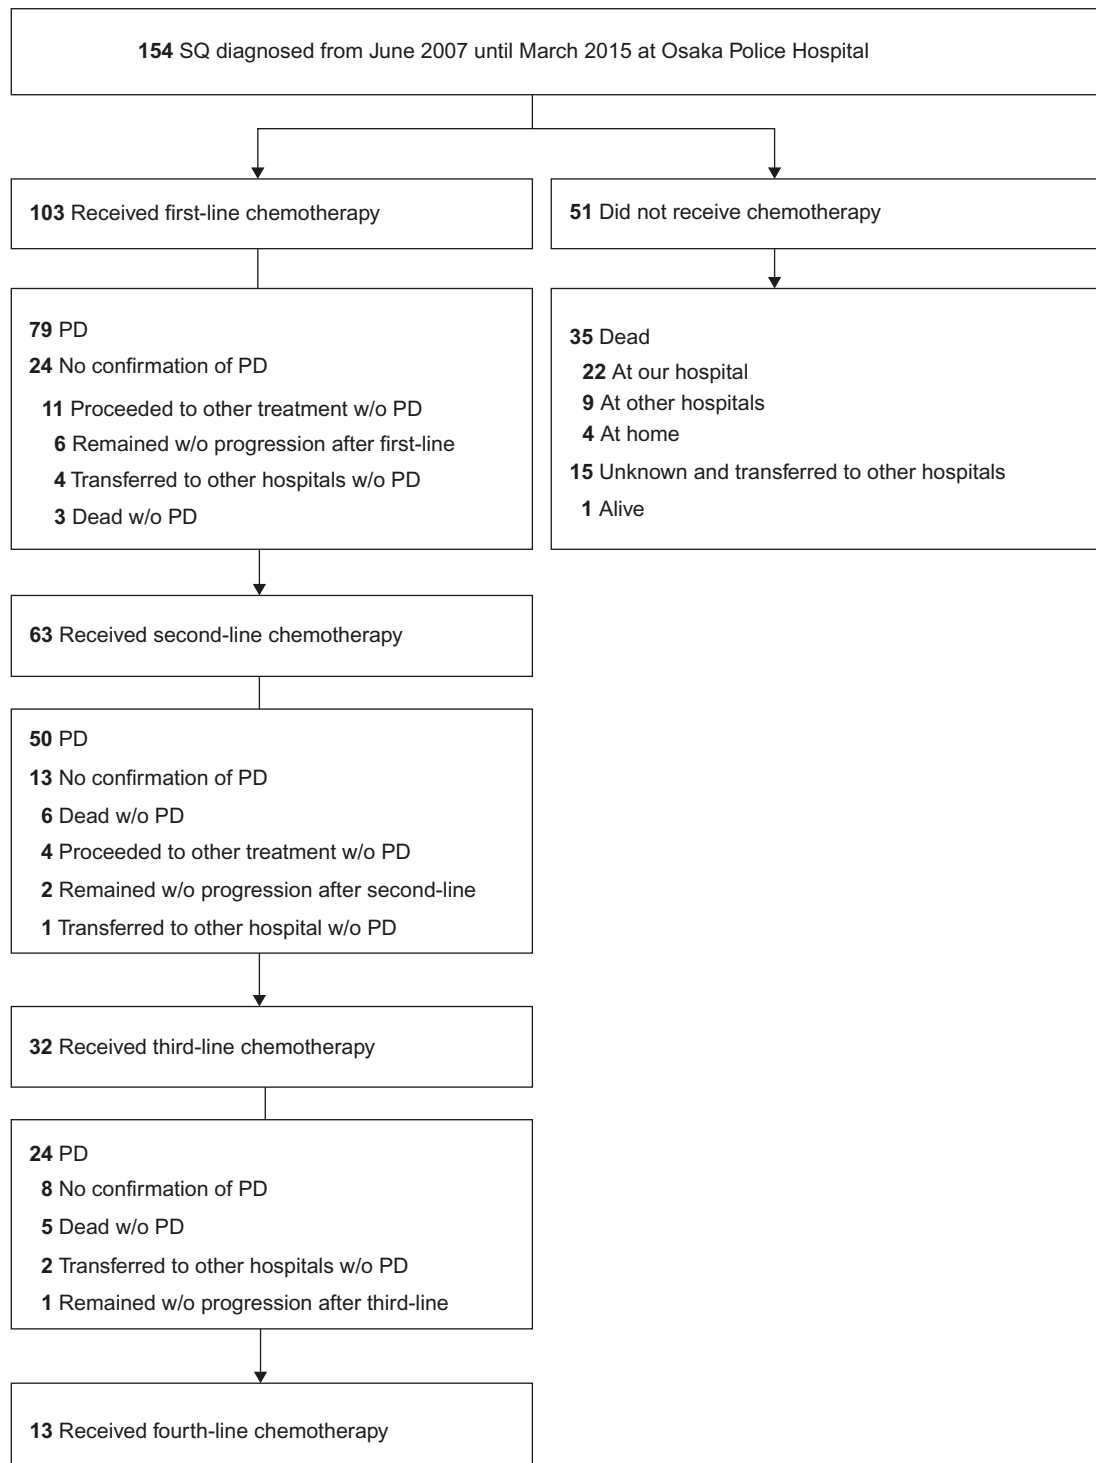 154 SQ diagnosed from June 2007 until March 2015 at Osaka Police Hospital
103 Received first-line chemotherapy
51 Did not receive chemotherapy
79 PD
24 No confirmation of PD
11 Proceeded to other treatment w/o PD
6 Remained w/o progression after first-line
4 Transferred to other hospitals w/o PD
3 Dead w/o PD
35 Dead
22 At our hospital
9 At other hospitals
4 At home
15 Unknown and transferred to other hospitals
1 Alive
63 Received second-line chemotherapy
50 PD
13 No confirmation of PD
6 Dead w/o PD
4 Proceeded to other treatment w/o PD
2 Remained w/o progression after second-line
1 Transferred to other hospital w/o PD
32 Received third-line chemotherapy
24 PD
8 No confirmation of PD
5 Dead w/o PD
2 Transferred to other hospitals w/o PD
1 Remained w/o progression after third-line
13 Received fourth-line chemotherapy